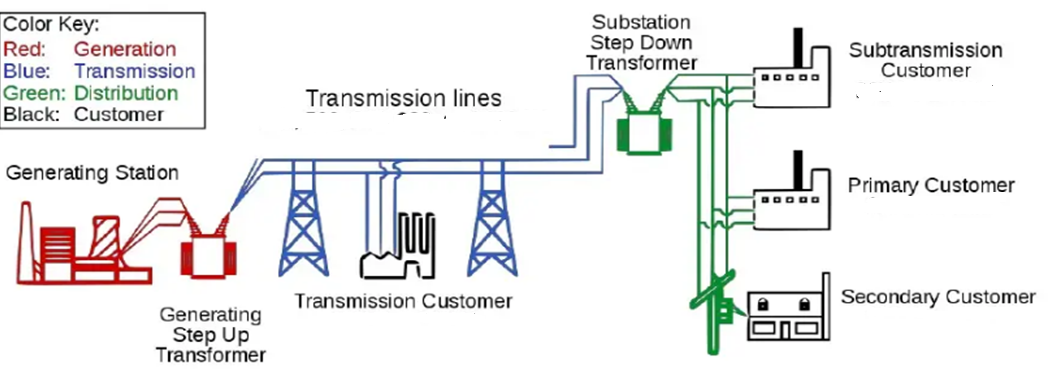 Color Key:
Red: Generation
Blue: Transmission
Green: Distribution
Black: Customer
Substation
Step Down
Transformer
Subtransmission
Customer
Transmission lines
Generating Station
Primary Customer
Transmission Customer
Secondary Customer
Generating
Step Up
Transformer